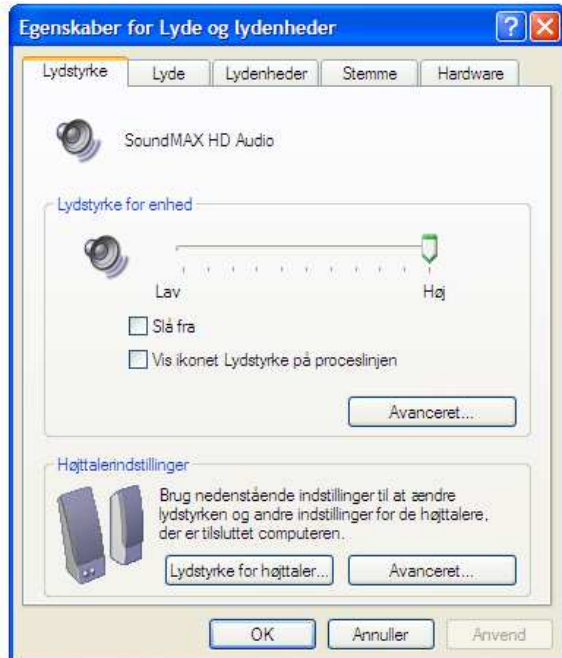 Egenskaber for Lyde og lydenheder
Lydstyrke Lyde Lydenheder Stemme Hardware
SoundMAX HD Audio
Lydstyrke for enhed
Lav Høj
Slå fra
Vis ikonet Lydstyrke på proceslinjen
Avanceret...
Højttalerindstillinger
Brug nedenstående indstillinger til at ændre
lydstyrken og andre indstillinger for de højttalere,
der er tilsluttet computeren.
Lydstyrke for højttaler... Avanceret...
OK Annuller Anvend